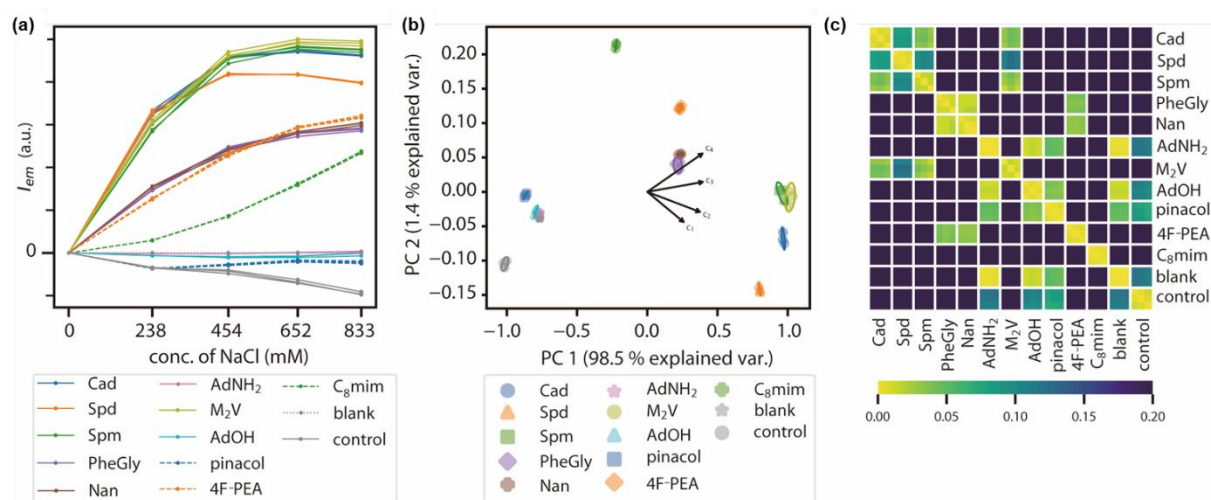 (a)
I_em (a.u.)
0
0 238 454 652 833
conc. of NaCl (mM)
Cad
Spd
Spm
PheGly
Nan
AdNH₂
M₂V
AdOH
pinacol
4F-PEA
C₈mim
blank
control
(b)
PC 2 (1.4 % explained var.)
0.20
0.15
0.10
0.05
0.00
−0.05
−0.10
−0.15
c₄
c₃
c₂
c₁
−1.0 −0.5 0.0 0.5 1.0
PC 1 (98.5 % explained var.)
Cad
Spd
Spm
PheGly
Nan
AdNH₂
M₂V
AdOH
pinacol
4F-PEA
C₈mim
blank
control
(c)
Cad
Spd
Spm
PheGly
Nan
AdNH₂
M₂V
AdOH
pinacol
4F-PEA
C₈mim
blank
control
Cad Spd Spm PheGly Nan AdNH₂ M₂V AdOH pinacol 4F-PEA C₈mim blank control
0.00 0.05 0.10 0.15 0.20